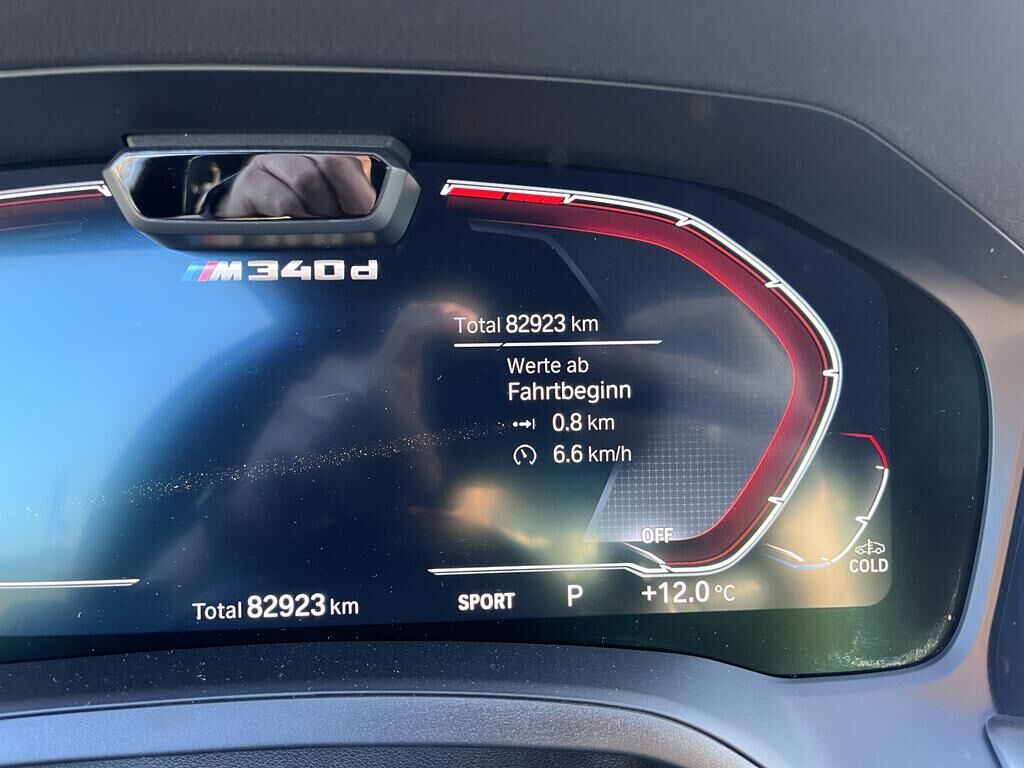 M340d
Total 82923 km
Werte ab
Fahrtbeginn
0.8 km
6.6 km/h
OFF
COLD
Total 82923 km
SPORT
P
+12.0 °C